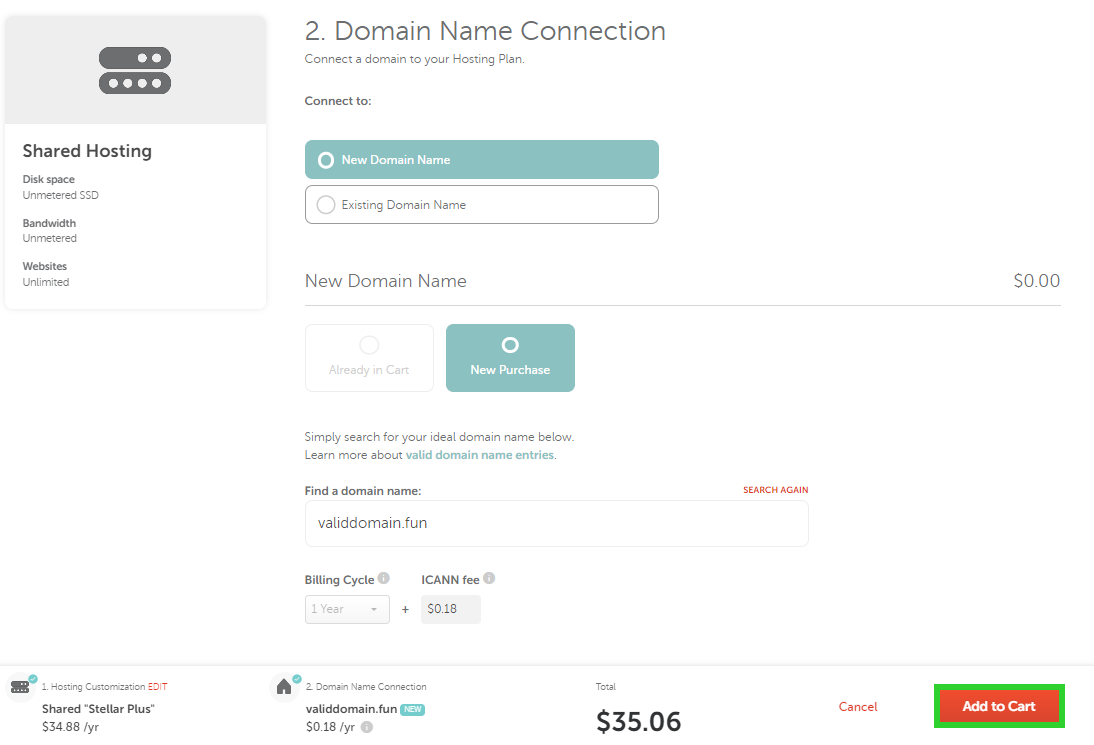 2. Domain Name Connection
Connect a domain to your Hosting Plan.
Connect to:
New Domain Name
Existing Domain Name
Shared Hosting
Disk space
Unmetered SSD
Bandwidth
Unmetered
Websites
Unlimited
New Domain Name $0.00
Already in Cart New Purchase
Simply search for your ideal domain name below.
Learn more about valid domain name entries.
Find a domain name: SEARCH AGAIN
validdomain.fun
Billing Cycle ICANN fee
1 Year + $0.18
1. Hosting Customization EDIT
Shared "Stellar Plus"
$34.88 /yr
2. Domain Name Connection
validdomain.fun NEW
$0.18 /yr
Total
$35.06
Cancel
Add to Cart